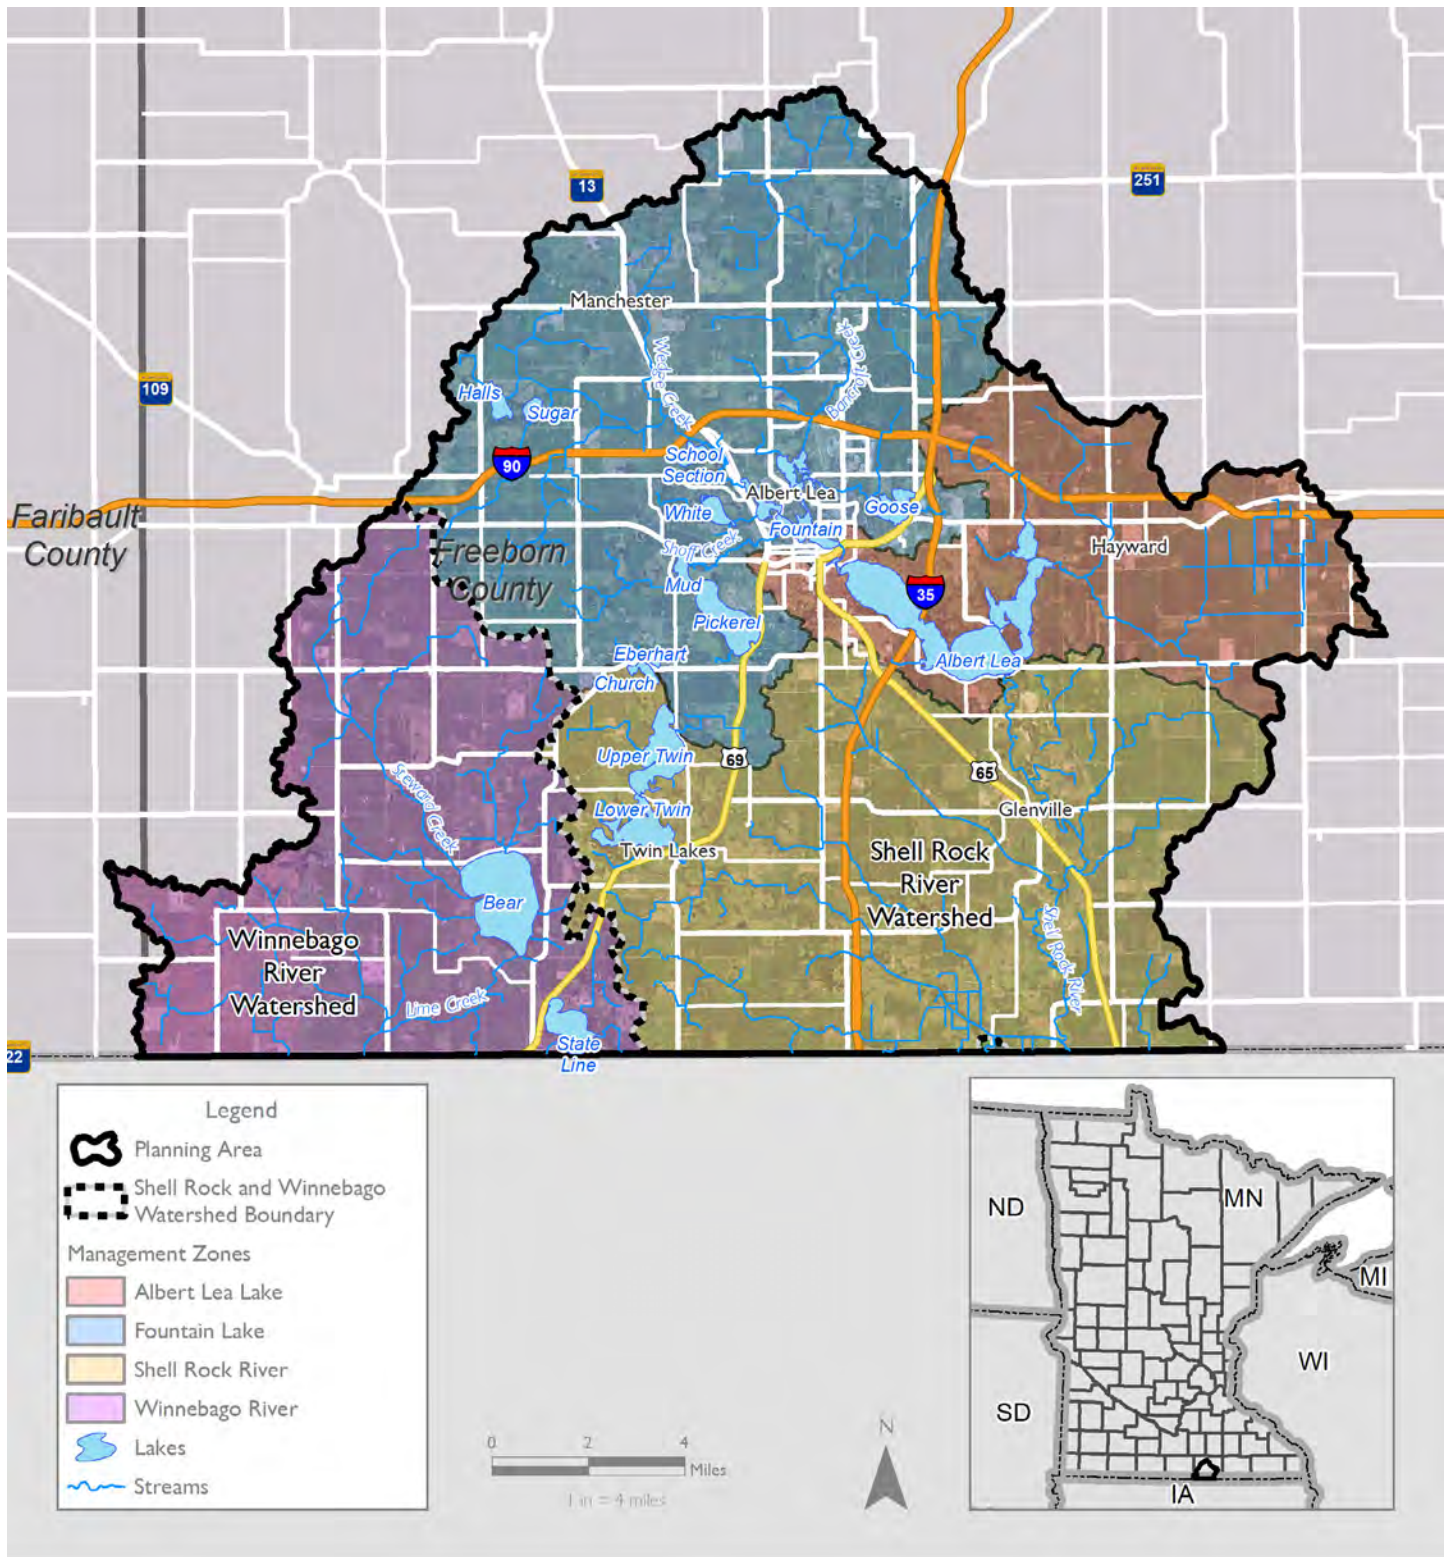 13
251
Manchester
109
Halls
Sugar
Wedge Creek
Bancroft Creek
90
School
Section
Albert Lea
White
Fountain
Goose
Faribault
County
Freeborn
County
Shoff Creek
Hayward
Mud
35
Pickerel
Eberhart
Church
Albert Lea
Upper Twin
69
65
Steward Creek
Lower Twin
Glenville
Twin Lakes
Shell Rock
River
Watershed
Bear
Winnebago
River
Watershed
Lime Creek
Shell Rock River
State
Line
22
Legend
Planning Area
Shell Rock and Winnebago
Watershed Boundary
Management Zones
Albert Lea Lake
Fountain Lake
Shell Rock River
Winnebago River
Lakes
Streams
0 2 4
Miles
1 in = 4 miles
N
ND
MN
MI
WI
SD
IA